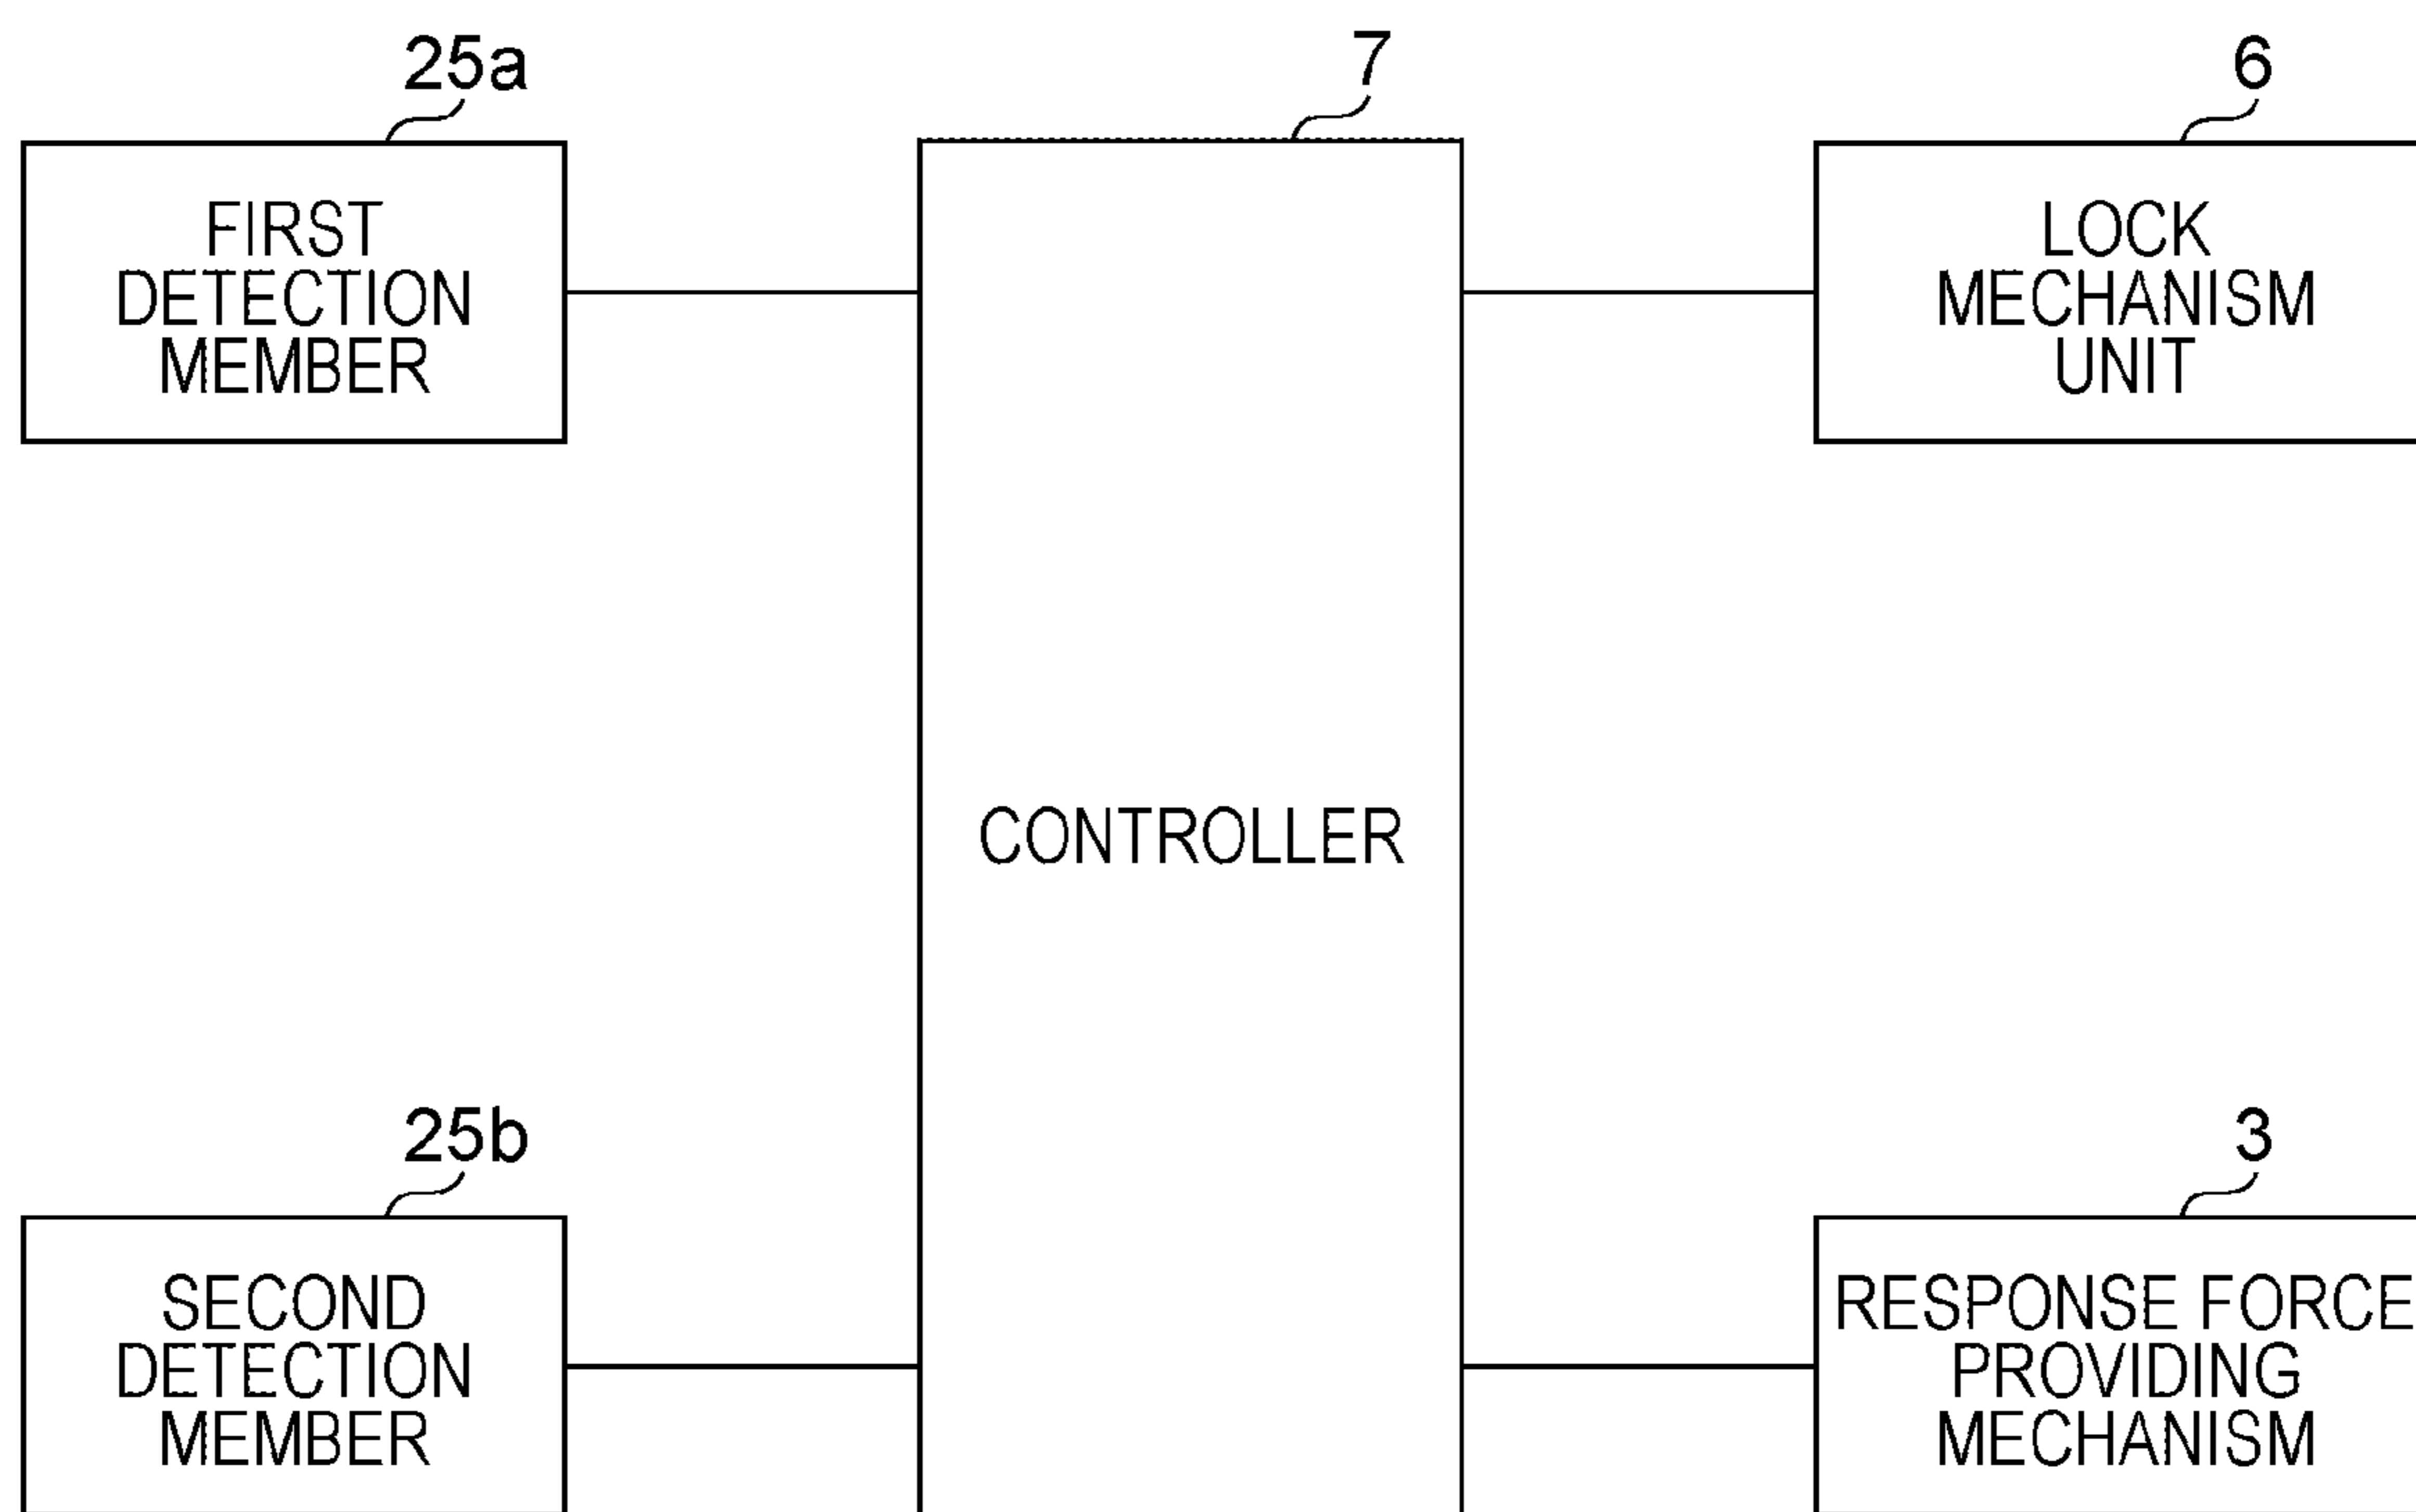 25a
7
6
FIRST
DETECTION
MEMBER
LOCK
MECHANISM
UNIT
CONTROLLER
25b
3
SECOND
DETECTION
MEMBER
RESPONSE FORCE
PROVIDING
MECHANISM